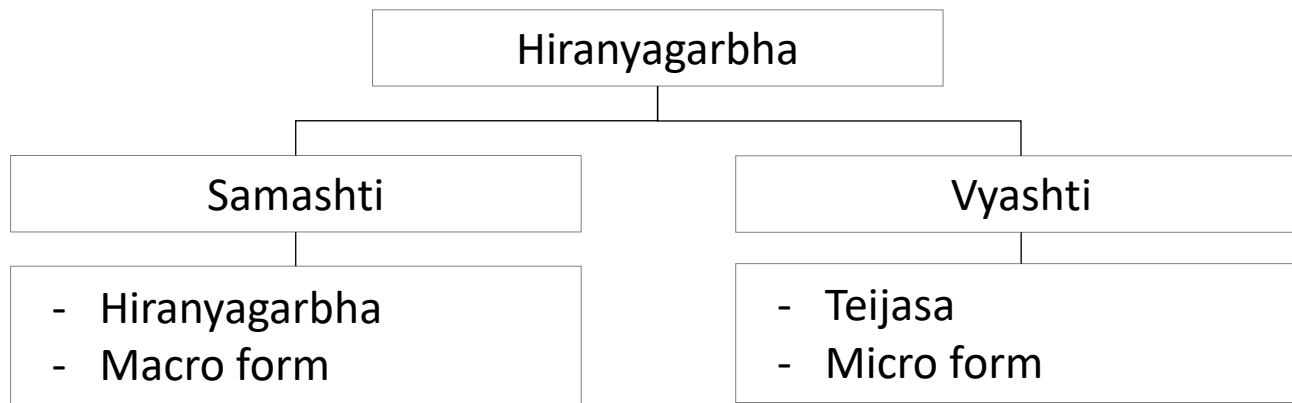 Hiranyagarbha
Samashti
Vyashti
- Hiranyagarbha
- Macro form
- Teijasa
- Micro form